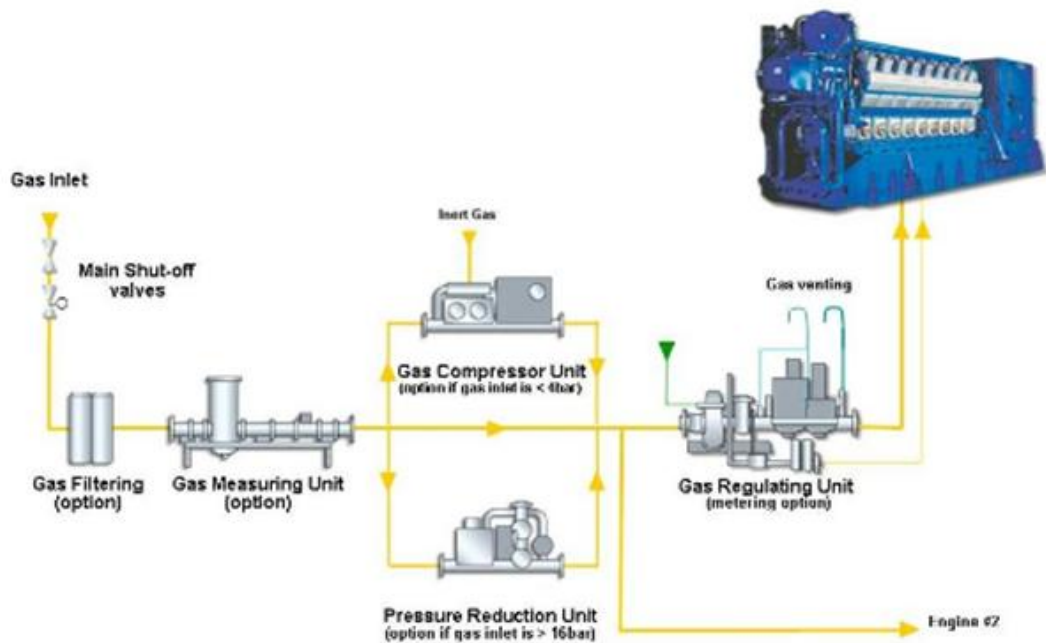 Gas Inlet
Main Shut-off
valves
Inert Gas
Gas venting
Gas Compressor Unit
(option if gas inlet is < 4bar)
Gas Filtering
(option)
Gas Measuring Unit
(option)
Gas Regulating Unit
(metering option)
Pressure Reduction Unit
(option if gas inlet is > 16bar)
Engine #2